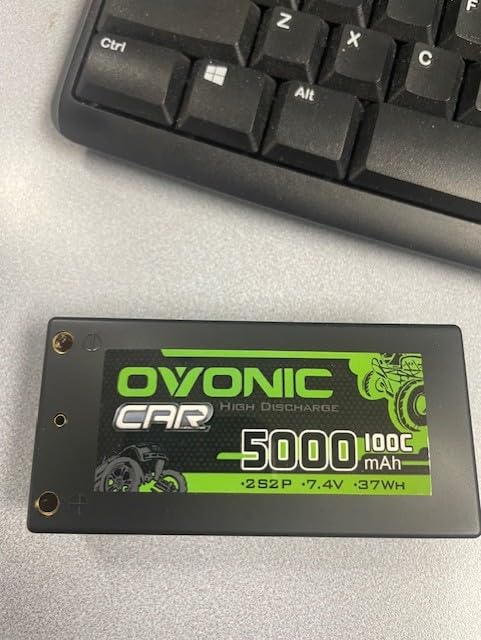 F
Z
X
C
Ctrl
Alt
OVONIC
CAR HIGH DISCHARGE
5000 100C
mAh
·2S2P ·7.4V ·37WH
- 
+